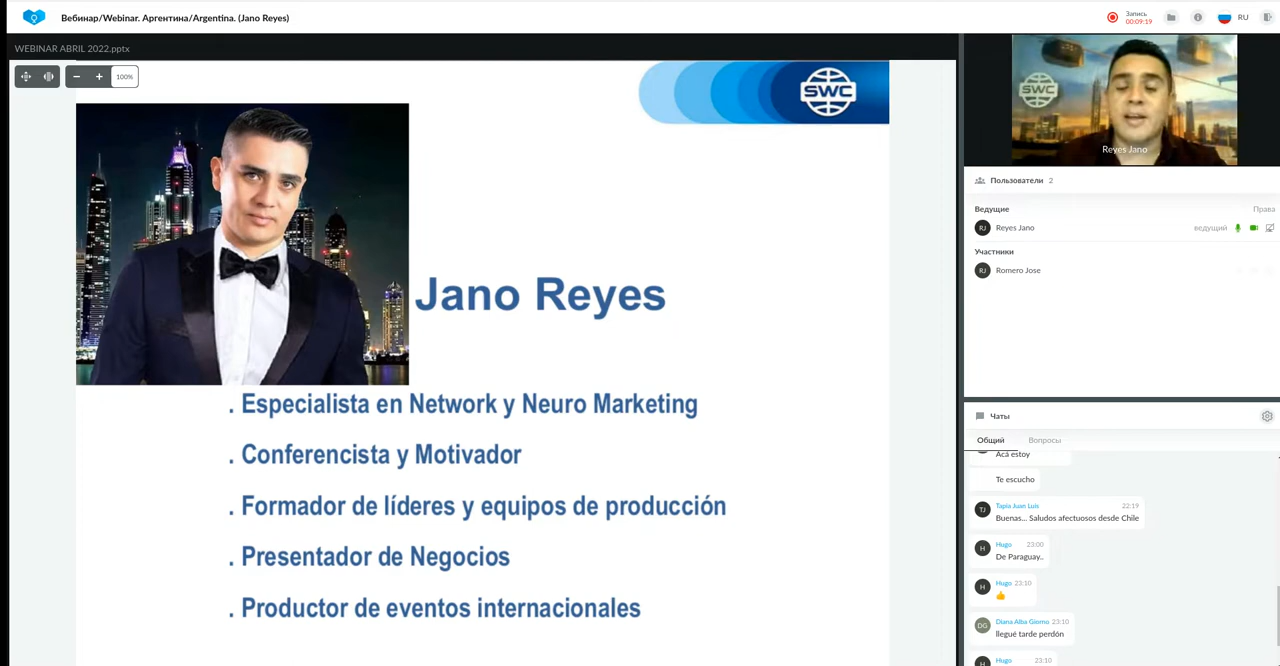 Вебинар/Webinar. Аргентина/Argentina. (Jano Reyes)
Запись
00:09:19
RU
WEBINAR ABRIL 2022.pptx
100%
SWC
Jano Reyes
. Especialista en Network y Neuro Marketing
. Conferencista y Motivador
. Formador de líderes y equipos de producción
. Presentador de Negocios
. Productor de eventos internacionales
SWC
Reyes Jano
Пользователи 2
Ведущие Права
RJ Reyes Jano ведущий
Участники
RJ Romero Jose
Чаты
Общий Вопросы
Acá estoy
Te escucho
TJ Tapia Juan Luis 22:19
Buenas... Saludos afectuosos desde Chile
H Hugo 23:00
De Paraguay..
H Hugo 23:10
👍
DG Diana Alba Giorno 23:10
llegué tarde perdón
H Hugo 23:10